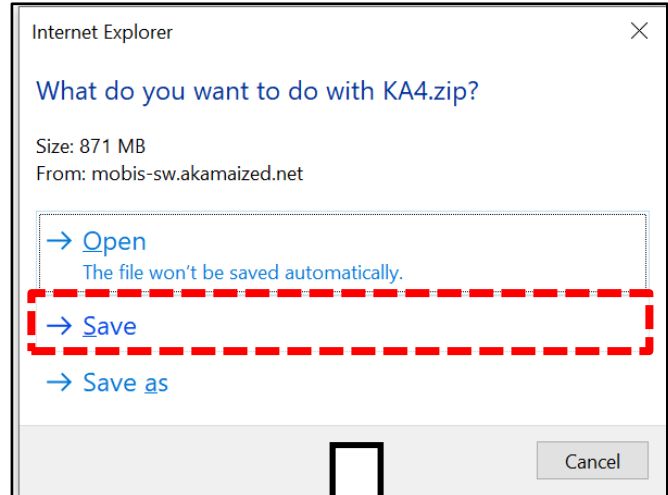 Internet Explorer
What do you want to do with KA4.zip?
Size: 871 MB
From: mobis-sw.akamaized.net
→ Open
The file won't be saved automatically.
→ Save
→ Save as
Cancel